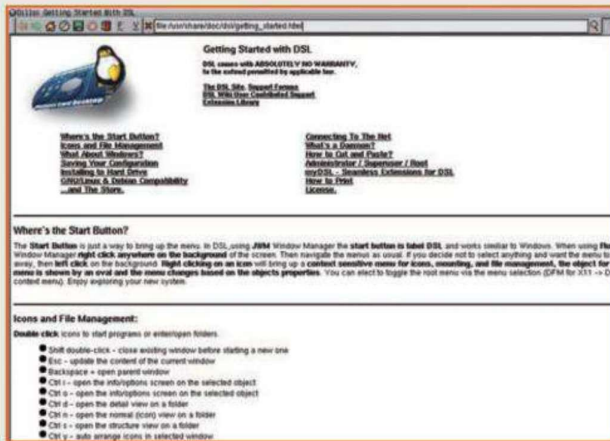 Dillo: Getting Started With DSL
file:/usr/share/doc/dsl/getting_started.html
Getting Started with DSL
DSL comes with ABSOLUTELY NO WARRANTY,
to the extend permitted by applicable law.
The DSL Site, Support Forums
DSL Wiki User Contributed Support
Extension Library
Where's the Start Button?
Icons and File Management
What About Windows?
Saving Your Configuration
Installing to Hard Drive
GNU/Linux & Debian Compatibility
...and The Store.
Connecting To The Net
What's a Daemon?
How to Cut and Paste?
Administrator / Superuser / Root
myDSL - Seamless Extensions for DSL
How to Print
License.
Where's the Start Button?
The Start Button is just a way to bring up the menu. In DSL, using JWM Window Manager the start button is label DSL and works similar to Windows. When using
Window Manager right click anywhere on the background of the screen. Then navigate the menus as usual. If you decide not to select anything and want the menu to
away, then left click on the background. Right clicking on an icon will bring up a context sensitive menu for icons, mounting, and file management, the object for
menu is shown by an oval and the menu changes based on the objects properties. You can elect to toggle the root menu via the menu selection (DFM for X11 -> D
context menu). Enjoy exploring your new system.
Icons and File Management:
Double click icons to start programs or enter/open folders.
Shift double-click - close existing window before starting a new one
Esc - update the content of the current window
Backspace = open parent window
Ctrl i - open the info/options screen on the selected object
Ctrl o - open the info/options screen on the selected object
Ctrl d - open the detail view on a folder
Ctrl n - open the normal (icon) view on a folder
Ctrl s - open the structure view on a folder
Ctrl y - auto arrange icons in selected window